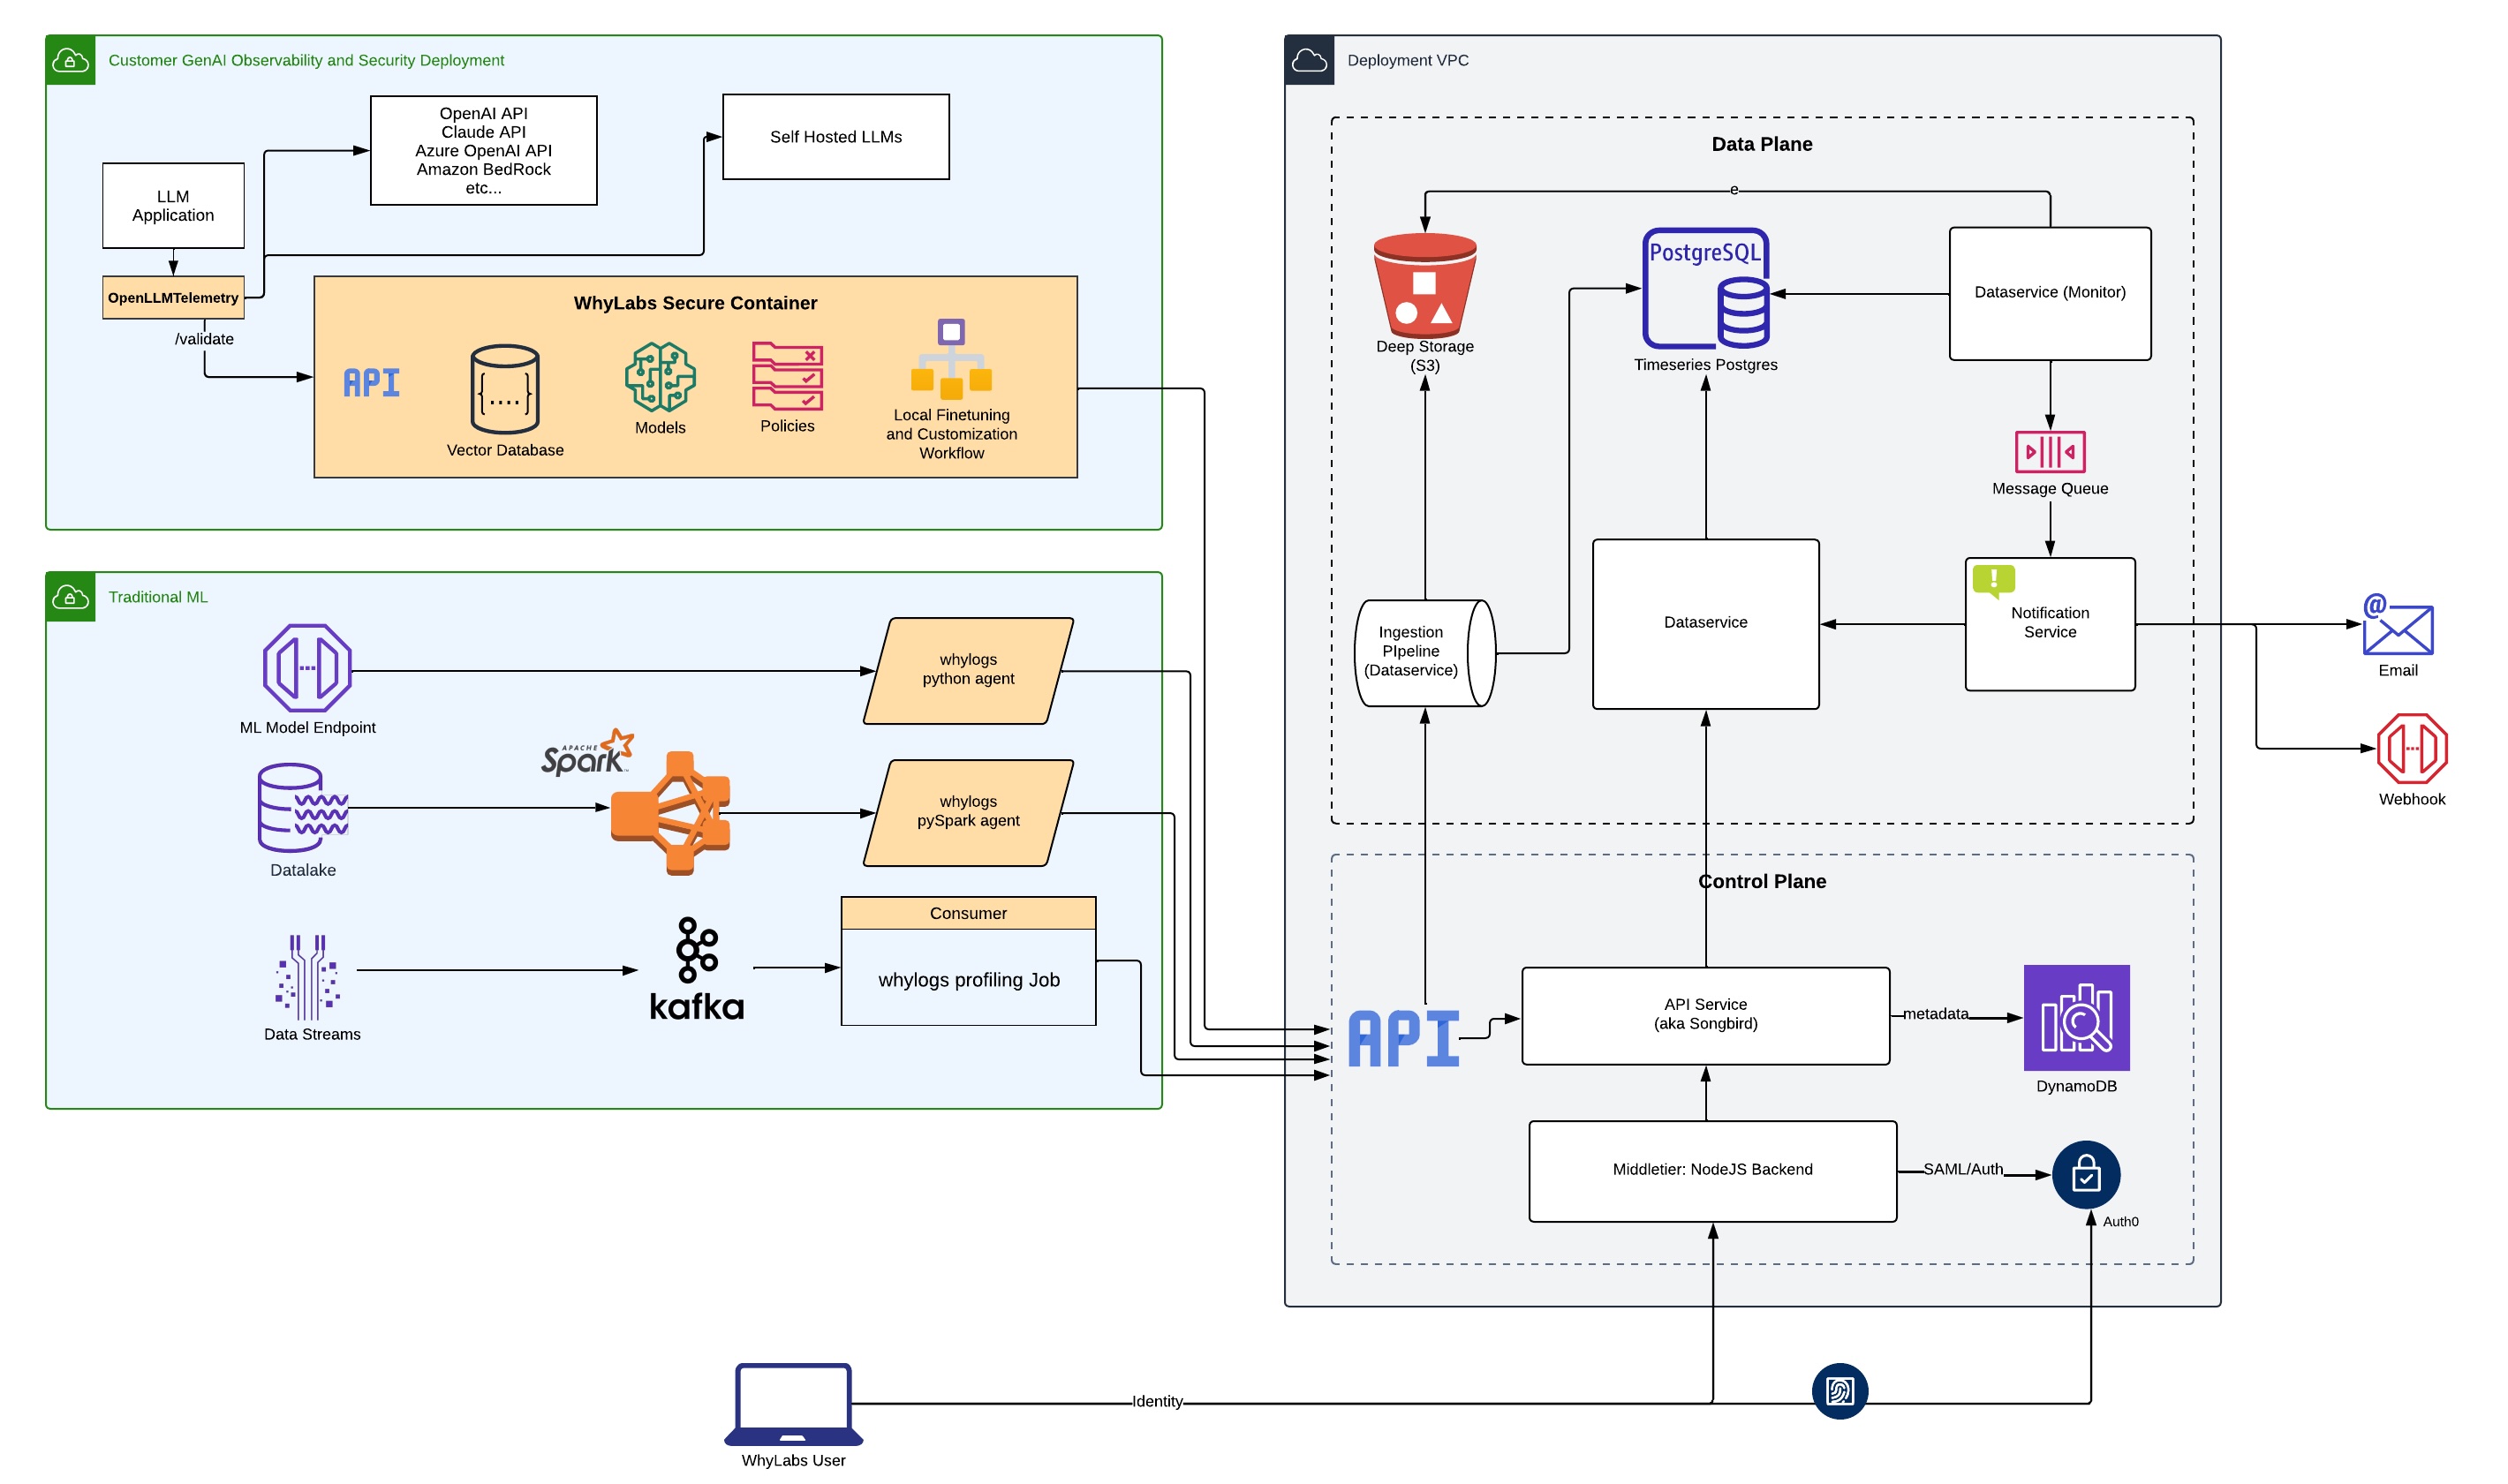 Customer GenAI Observability and Security Deployment
OpenAI API
Claude API
Azure OpenAI API
Amazon BedRock
etc...
Self Hosted LLMs
LLM
Application
OpenLLMTelemetry
/validate
WhyLabs Secure Container
API
{....}
Vector Database
Models
Policies
Local Finetuning
and Customization
Workflow
Traditional ML
ML Model Endpoint
whylogs
python agent
Datalake
APACHE
Spark
whylogs
pySpark agent
Data Streams
kafka
Consumer
whylogs profiling Job
Deployment VPC
Data Plane
e
Deep Storage
(S3)
PostgreSQL
Timeseries Postgres
Dataservice (Monitor)
Message Queue
Ingestion
PIpeline
(Dataservice)
Dataservice
!
Notification
Service
@
Email
Webhook
Control Plane
API
API Service
(aka Songbird)
metadata
DynamoDB
Middletier: NodeJS Backend
SAML/Auth
Auth0
Identity
WhyLabs User